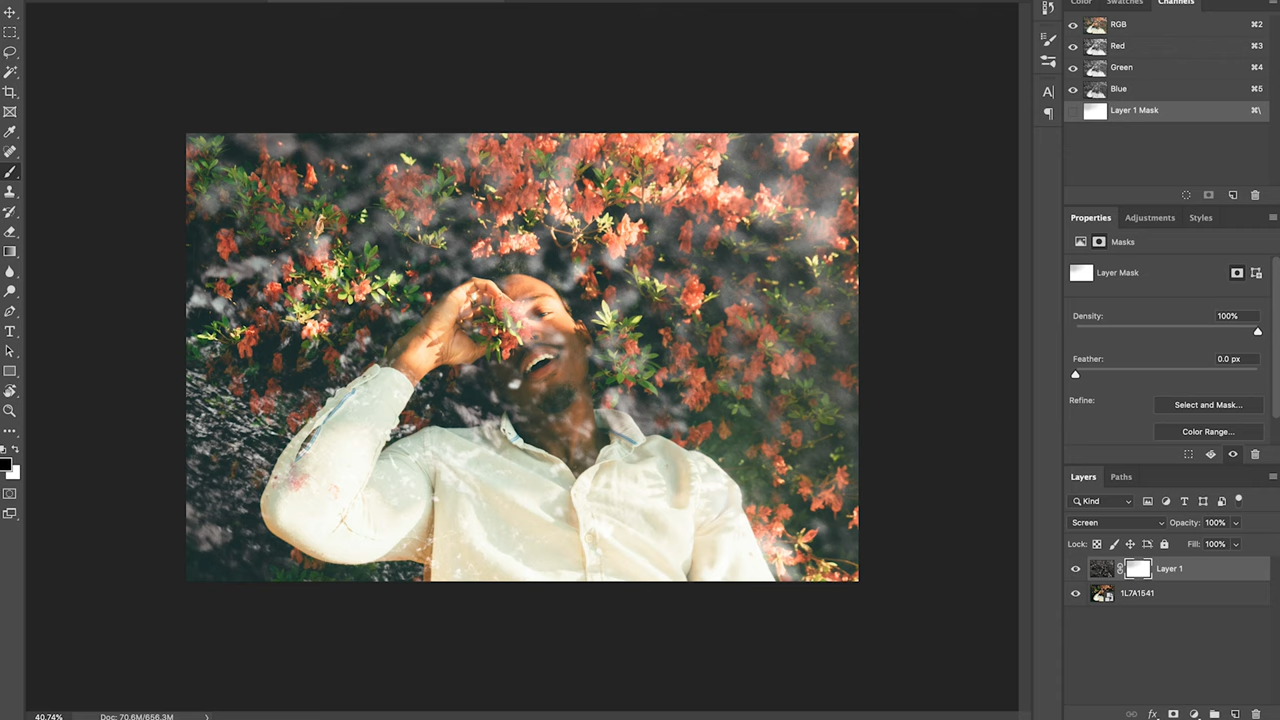 Color Swatches Channels
RGB ⌘2
Red ⌘3
Green ⌘4
Blue ⌘5
Layer 1 Mask ⌘\
Properties Adjustments Styles
Masks
Layer Mask
Density: 100%
Feather: 0.0 px
Refine: Select and Mask...
Color Range...
Layers Paths
Kind
Screen Opacity: 100%
Lock: Fill: 100%
Layer 1
1L7A1541
40.74% Doc: 70.6M/656.3M